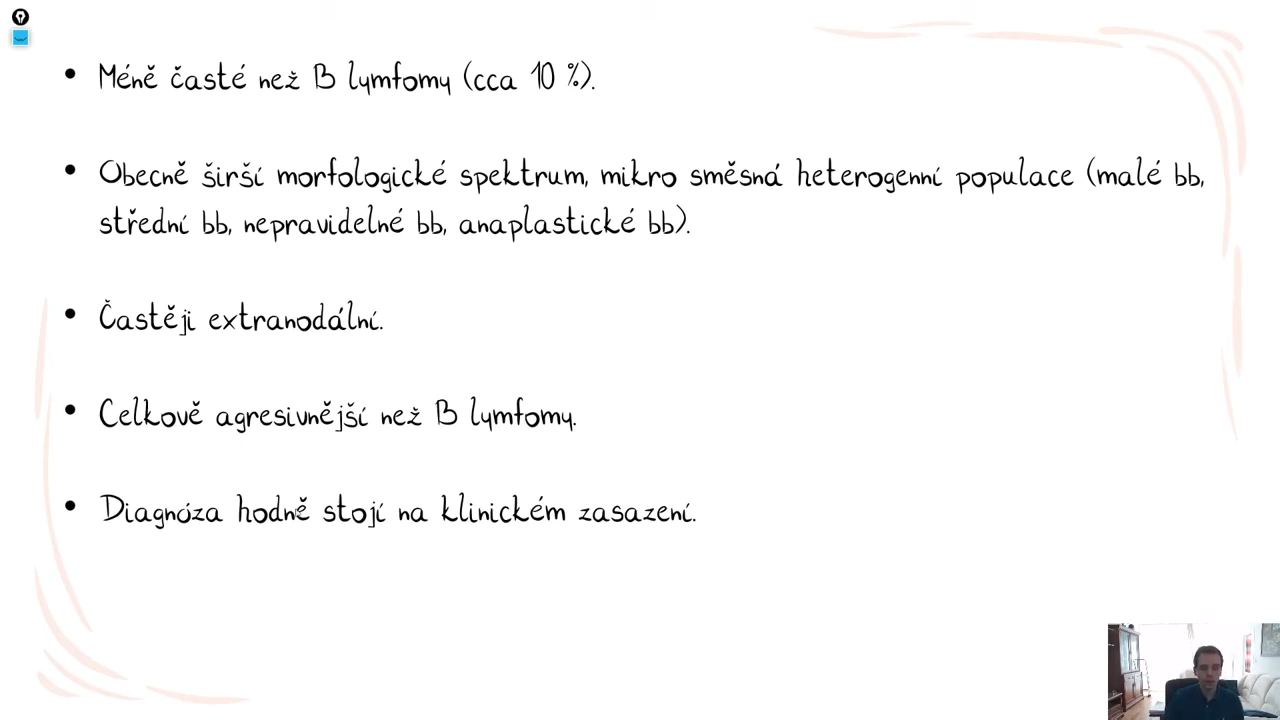 • Méně časté než B lymfomy (cca 10 %).
• Obecně širší morfologické spektrum, mikro směsná heterogenní populace (malé bb,
střední bb, nepravidelné bb, anaplastické bb).
• Častěji extranodální.
• Celkově agresivnější než B lymfomy.
• Diagnóza hodně stojí na klinickém zasazení.